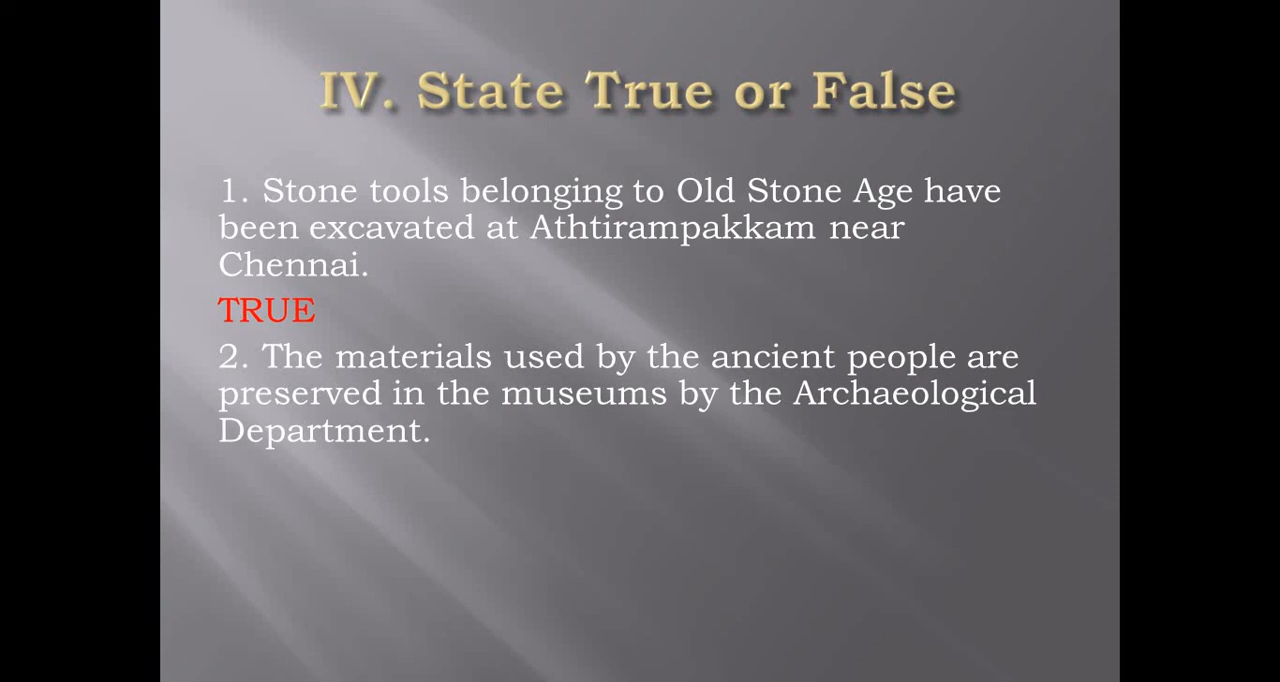 IV. State True or False
1. Stone tools belonging to Old Stone Age have
been excavated at Athtirampakkam near
Chennai.
TRUE
2. The materials used by the ancient people are
preserved in the museums by the Archaeological
Department.